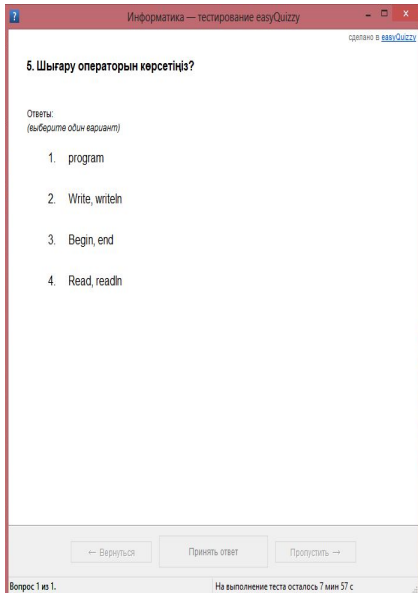 Информатика — тестирование easyQuizzy
сделано в easyQuizzy
5. Шығару операторын көрсетіңіз?
Ответы:
(выберите один вариант)
1. program
2. Write, writeln
3. Begin, end
4. Read, readln
← Вернуться Принять ответ Пропустить →
Вопрос 1 из 1. На выполнение теста осталось 7 мин 57 с